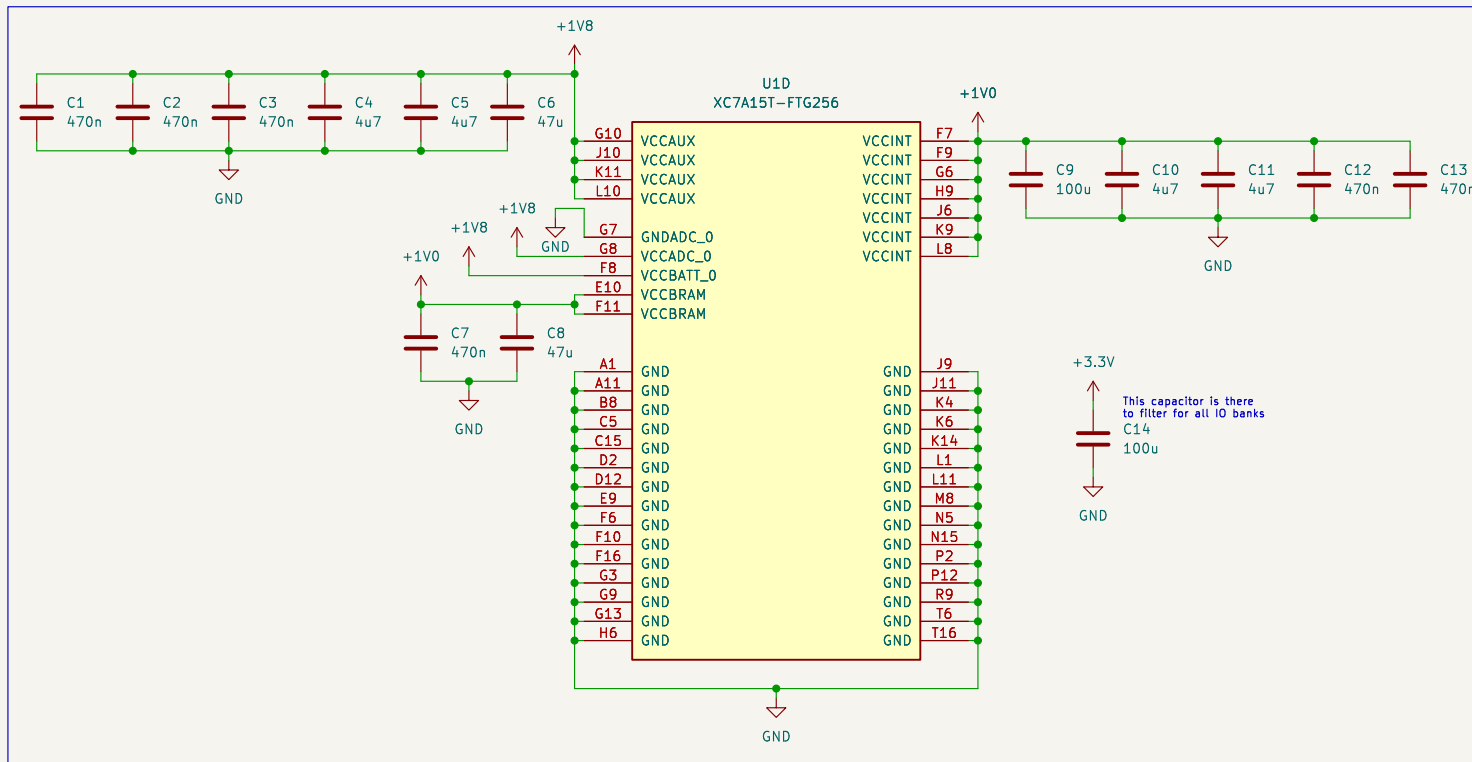 +1V8
C1
470n
C2
470n
C3
470n
C4
4u7
C5
4u7
C6
47u
GND
U1D
XC7A15T-FTG256
+1V0
G10 VCCAUX
J10 VCCAUX
K11 VCCAUX
L10 VCCAUX
+1V8
GND
G7 GNDADC_0
+1V8
G8 VCCADC_0
F8 VCCBATT_0
+1V0
E10 VCCBRAM
F11 VCCBRAM
VCCINT F7
VCCINT F9
VCCINT G6
VCCINT H9
VCCINT J6
VCCINT K9
VCCINT L8
C9
100u
C10
4u7
C11
4u7
C12
470n
C13
470n
GND
C7
470n
C8
47u
GND
A1 GND
A11 GND
B8 GND
C5 GND
C15 GND
D2 GND
D12 GND
E9 GND
F6 GND
F10 GND
F16 GND
G3 GND
G9 GND
G13 GND
H6 GND
GND J9
GND J11
GND K4
GND K6
GND K14
GND L1
GND L11
GND M8
GND N5
GND N15
GND P2
GND P12
GND R9
GND T6
GND T16
+3.3V
This capacitor is there
to filter for all IO banks
C14
100u
GND
GND